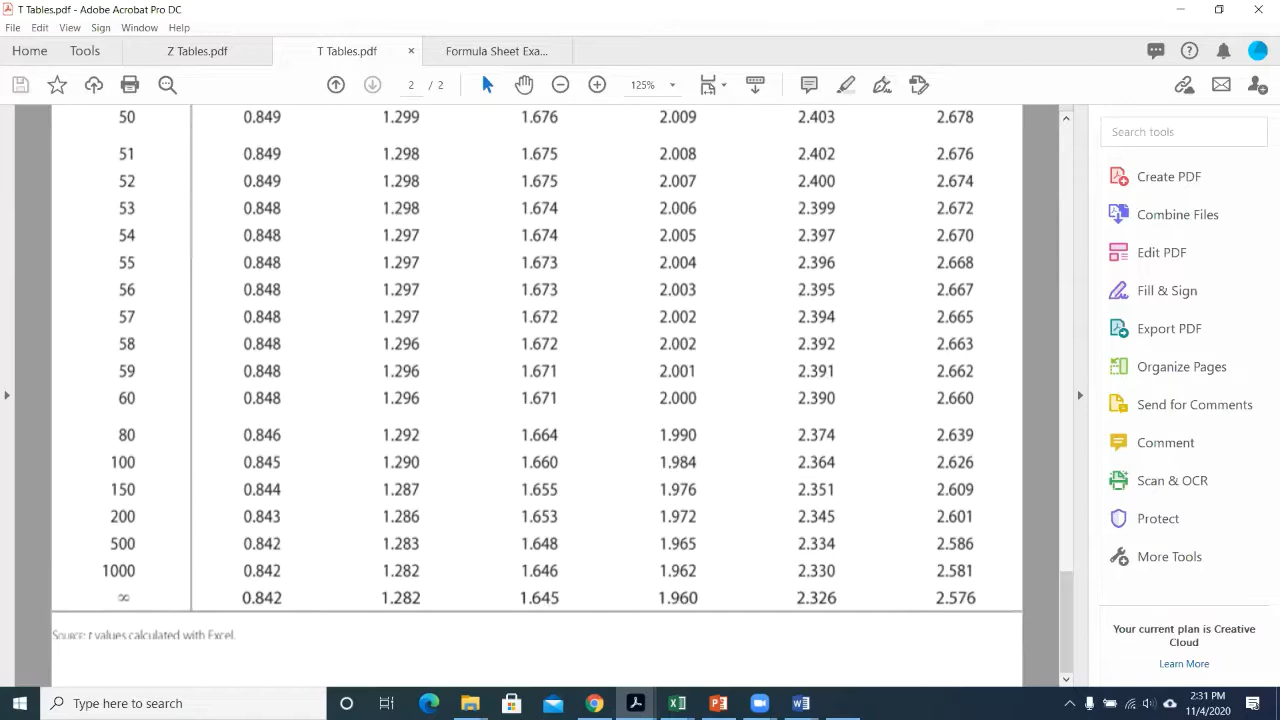 T Tables.pdf - Adobe Acrobat Pro DC
File Edit View Sign Window Help
Home Tools Z Tables.pdf T Tables.pdf × Formula Sheet Exa...
2 / 2 125%
50 0.849 1.299 1.676 2.009 2.403 2.678
51 0.849 1.298 1.675 2.008 2.402 2.676
52 0.849 1.298 1.675 2.007 2.400 2.674
53 0.848 1.298 1.674 2.006 2.399 2.672
54 0.848 1.297 1.674 2.005 2.397 2.670
55 0.848 1.297 1.673 2.004 2.396 2.668
56 0.848 1.297 1.673 2.003 2.395 2.667
57 0.848 1.297 1.672 2.002 2.394 2.665
58 0.848 1.296 1.672 2.002 2.392 2.663
59 0.848 1.296 1.671 2.001 2.391 2.662
60 0.848 1.296 1.671 2.000 2.390 2.660
80 0.846 1.292 1.664 1.990 2.374 2.639
100 0.845 1.290 1.660 1.984 2.364 2.626
150 0.844 1.287 1.655 1.976 2.351 2.609
200 0.843 1.286 1.653 1.972 2.345 2.601
500 0.842 1.283 1.648 1.965 2.334 2.586
1000 0.842 1.282 1.646 1.962 2.330 2.581
∞ 0.842 1.282 1.645 1.960 2.326 2.576
Source: t values calculated with Excel.
Search tools
Create PDF
Combine Files
Edit PDF
Fill & Sign
Export PDF
Organize Pages
Send for Comments
Comment
Scan & OCR
Protect
More Tools
Your current plan is Creative
Cloud
Learn More
Type here to search
2:31 PM
11/4/2020